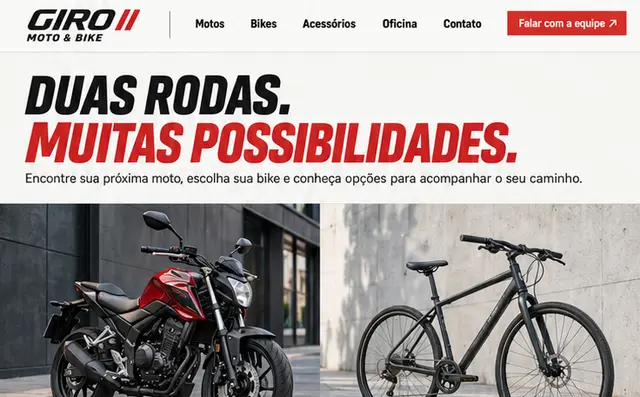 GIRO
MOTO & BIKE
Motos
Bikes
Acessórios
Oficina
Contato
Falar com a equipe
DUAS RODAS.
MUITAS POSSIBILIDADES.
Encontre sua próxima moto, escolha sua bike e conheça opções para acompanhar o seu caminho.